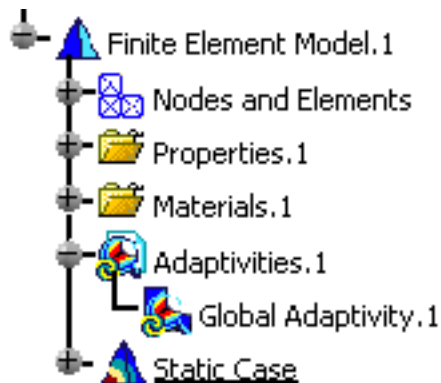 Finite Element Model.1
Nodes and Elements
Properties.1
Materials.1
Adaptivities.1
Global Adaptivity.1
Static Case